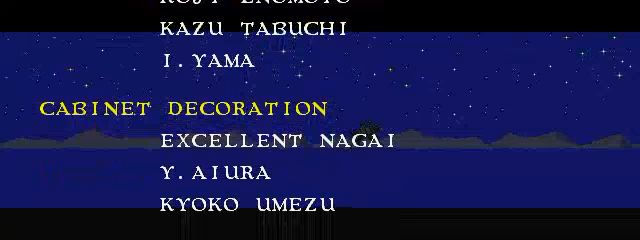 KAZU TABUCHI
I.YAMA
CABINET DECORATION
EXCELLENT NAGAI
Y.AIURA
KYOKO UMEZU